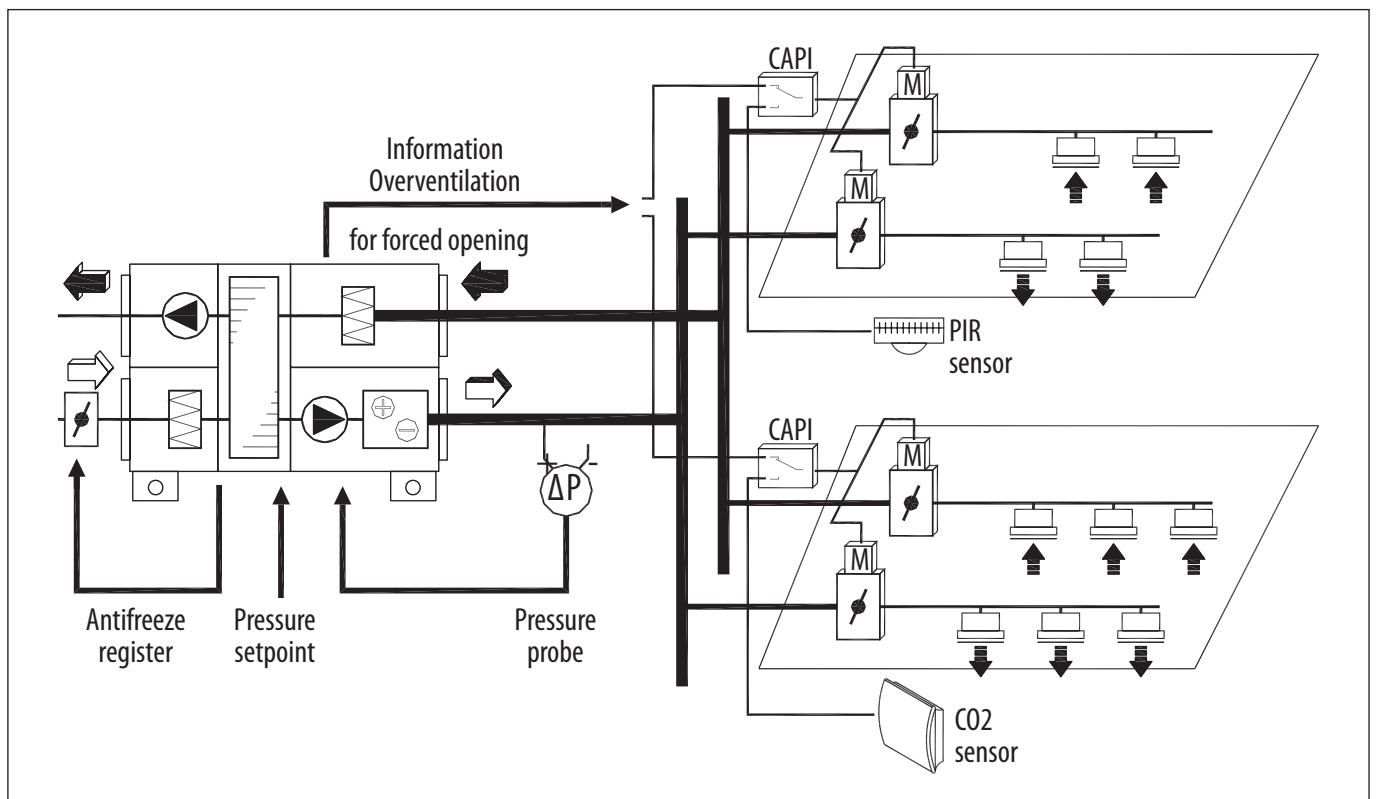 CAPI
M
Information
Overventilation
for forced opening
M
PIR
sensor
CAPI
M
ΔP
M
Antifreeze
register
Pressure
setpoint
Pressure
probe
CO2
sensor